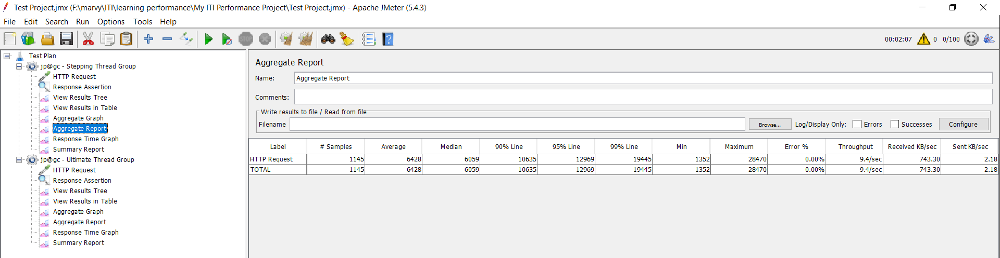 Test Project.jmx (F:\marvy\ITI\learning performance\My ITI Performance Project\Test Project.jmx) - Apache JMeter (5.4.3)
File Edit Search Run Options Tools Help
STOP 00:02:07 0 0/100
Test Plan
jp@gc - Stepping Thread Group
HTTP Request
Response Assertion
View Results Tree
View Results in Table
Aggregate Graph
Aggregate Report
Response Time Graph
Summary Report
jp@gc - Ultimate Thread Group
HTTP Request
Response Assertion
View Results Tree
View Results in Table
Aggregate Graph
Aggregate Report
Response Time Graph
Summary Report
Aggregate Report
Name: Aggregate Report
Comments:
Write results to file / Read from file
Filename Browse... Log/Display Only: Errors Successes Configure
Label # Samples Average Median 90% Line 95% Line 99% Line Min Maximum Error % Throughput Received KB/sec Sent KB/sec
HTTP Request 1145 6428 6059 10635 12969 19445 1352 28470 0.00% 9.4/sec 743.30 2.18
TOTAL 1145 6428 6059 10635 12969 19445 1352 28470 0.00% 9.4/sec 743.30 2.18